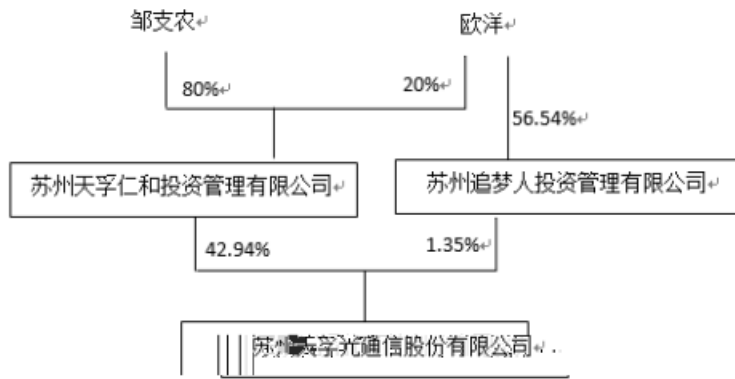 邹支农 欧洋
80% 20%
56.54%
苏州天孚仁和投资管理有限公司 苏州追梦人投资管理有限公司
42.94% 1.35%
苏州天孚光通信股份有限公司